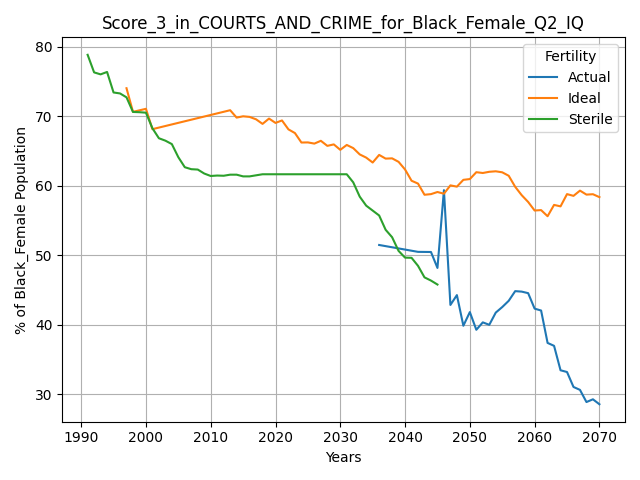 Score_3_in_COURTS_AND_CRIME_for_Black_Female_Q2_IQ
% of Black_Female Population
80
70
60
50
40
30
Fertility
Actual
Ideal
Sterile
1990 2000 2010 2020 2030 2040 2050 2060 2070
Years